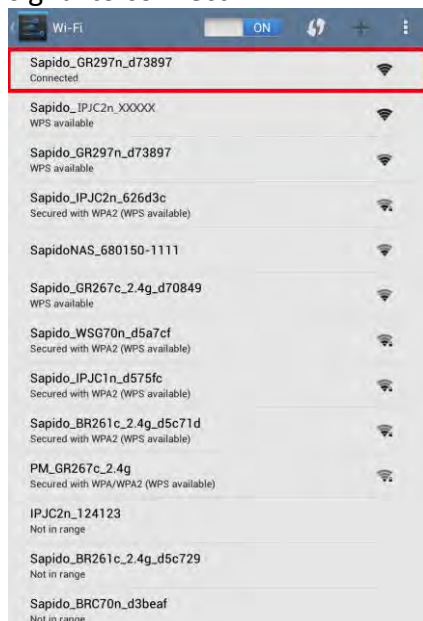 Wi-Fi
ON
Sapido_GR297n_d73897
Connected
Sapido_IPJC2n_XXXXX
WPS available
Sapido_GR297n_d73897
WPS available
Sapido_IPJC2n_626d3c
Secured with WPA2 (WPS available)
SapidoNAS_680150-1111
Sapido_GR267c_2.4g_d70849
WPS available
Sapido_WSG70n_d5a7cf
Secured with WPA2 (WPS available)
Sapido_IPJC1n_d575fc
Secured with WPA2 (WPS available)
Sapido_BR261c_2.4g_d5c71d
Secured with WPA2 (WPS available)
PM_GR267c_2.4g
Secured with WPA/WPA2 (WPS available)
IPJC2n_124123
Not in range
Sapido_BR261c_2.4g_d5c729
Not in range
Sapido_BRC70n_d3beaf
Not in range